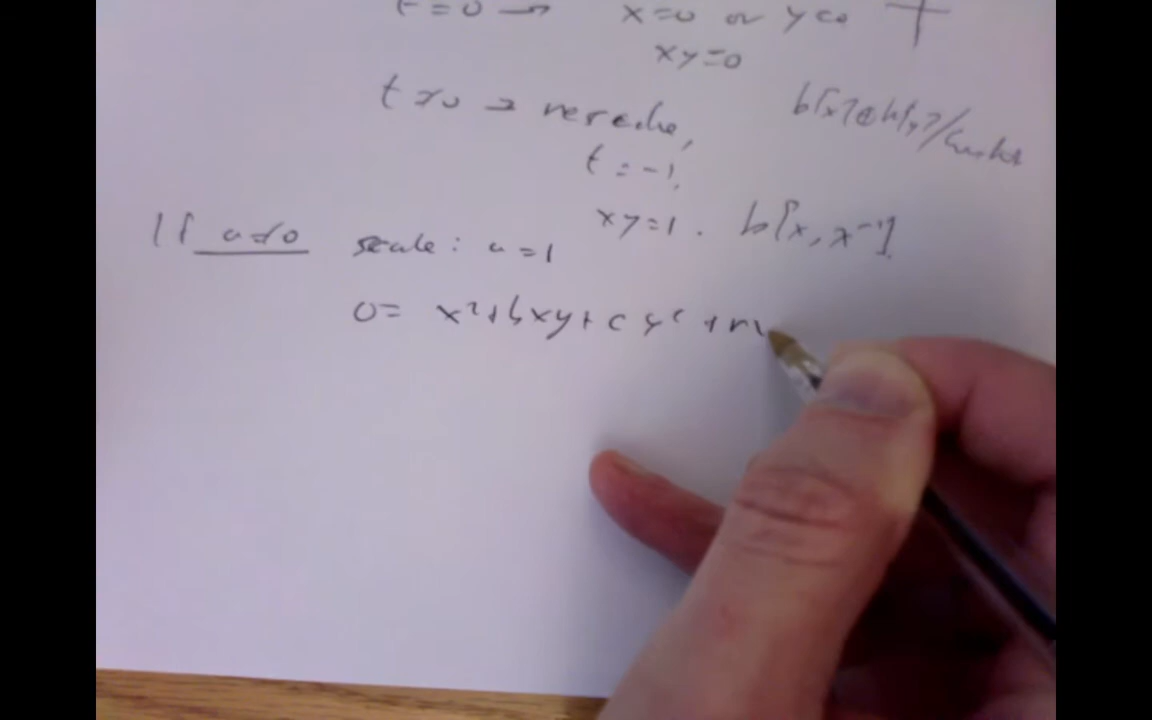 t = 0 → x=0 or y=0
xy=0
t≠0 → rescale,
t = -1,
k[x]⊕k[y]/
xy=1. k[x, x⁻¹].
If a≠0 scale: a=1
0= x²+bxy+cy² +r